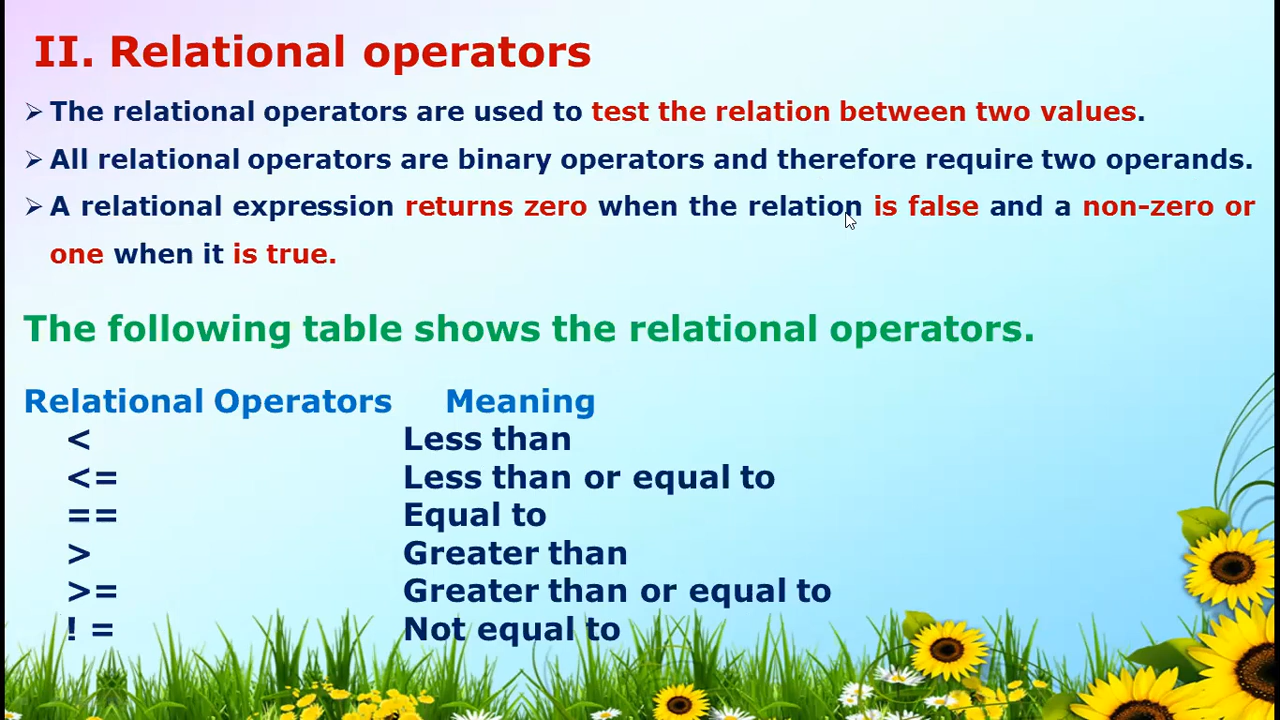 II. Relational operators
➢ The relational operators are used to test the relation between two values.
➢ All relational operators are binary operators and therefore require two operands.
➢ A relational expression returns zero when the relation is false and a non-zero or
one when it is true.
The following table shows the relational operators.
Relational Operators Meaning
< Less than
<= Less than or equal to
== Equal to
> Greater than
>= Greater than or equal to
! = Not equal to